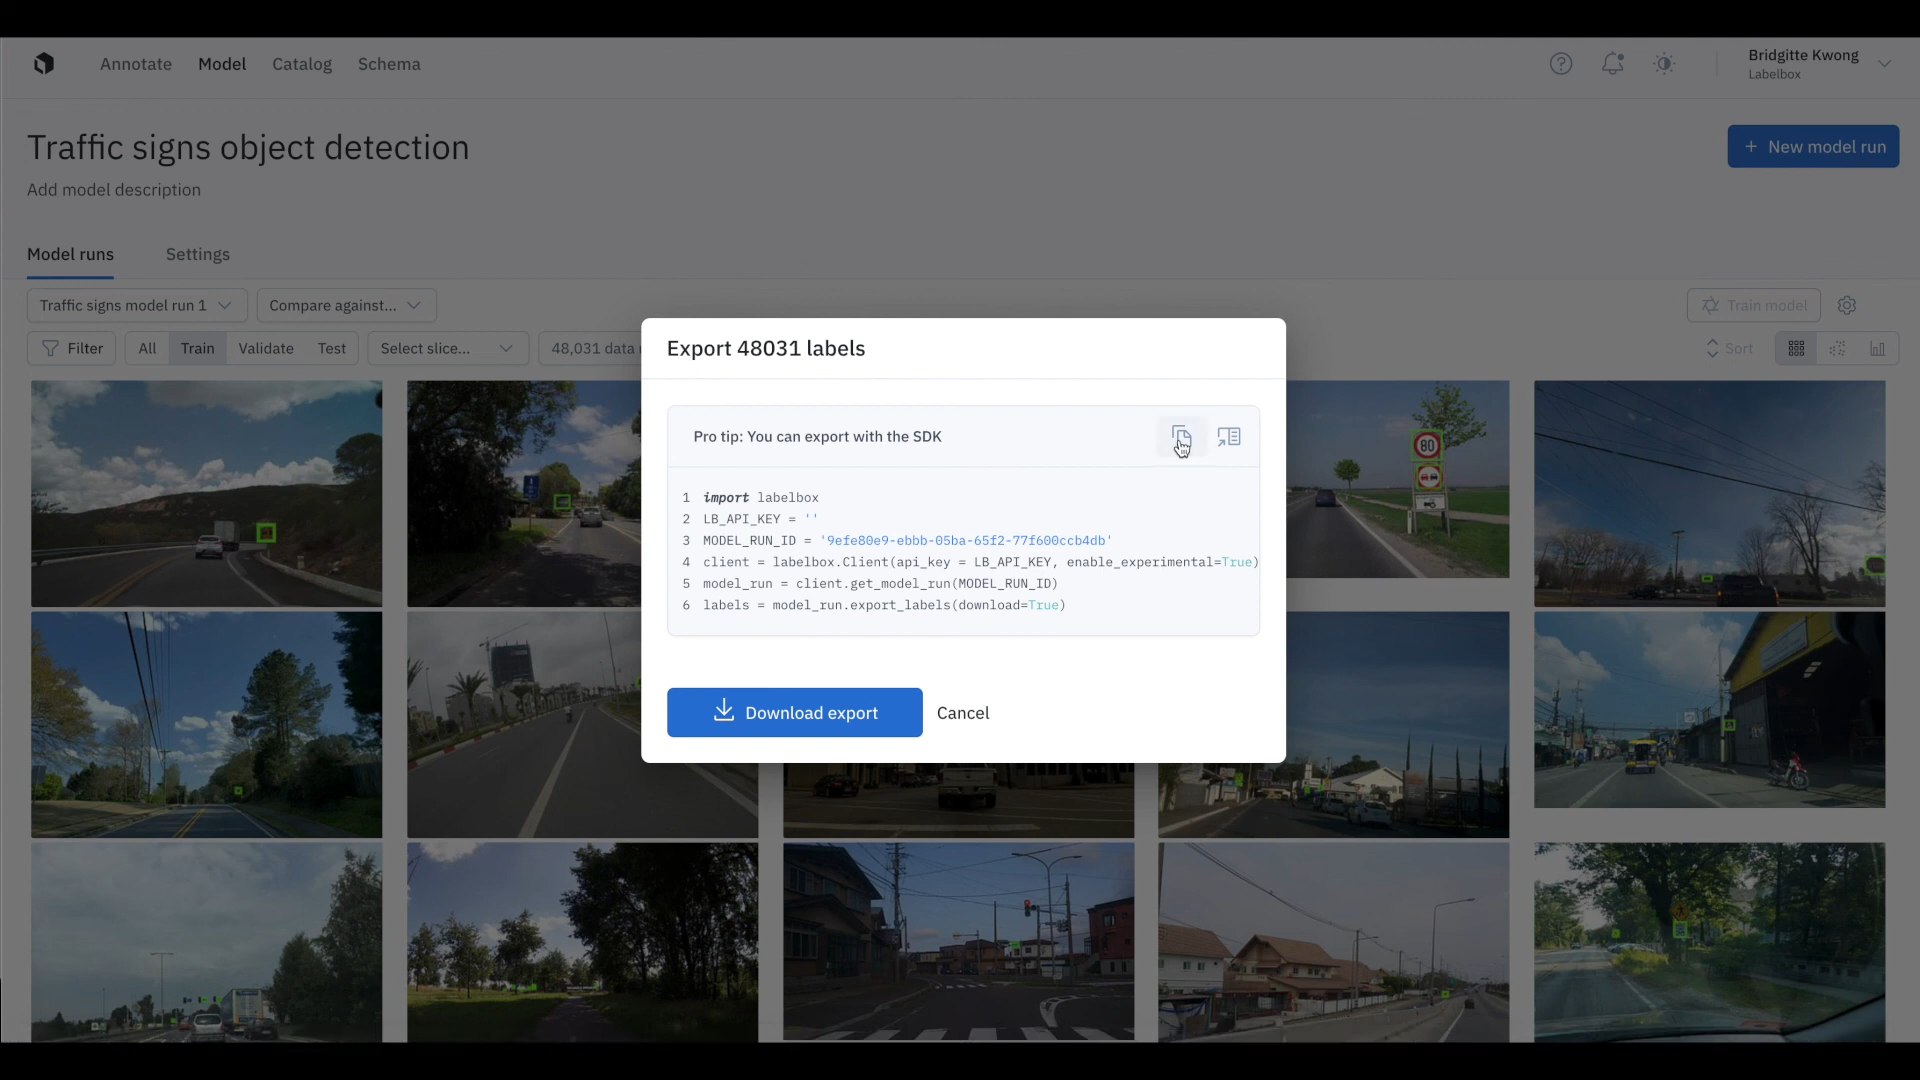 Annotate Model Catalog Schema
Bridgitte Kwong
Labelbox
Traffic signs object detection
+ New model run
Add model description
Model runs Settings
Traffic signs model run 1 Compare against... Train model
Filter All Train Validate Test Select slice... 48,031 data Sort
Export 48031 labels
Pro tip: You can export with the SDK
1 import labelbox
2 LB_API_KEY = ''
3 MODEL_RUN_ID = '9efe80e9-ebbb-05ba-65f2-77f600ccb4db'
4 client = labelbox.Client(api_key = LB_API_KEY, enable_experimental=True)
5 model_run = client.get_model_run(MODEL_RUN_ID)
6 labels = model_run.export_labels(download=True)
Download export Cancel
80